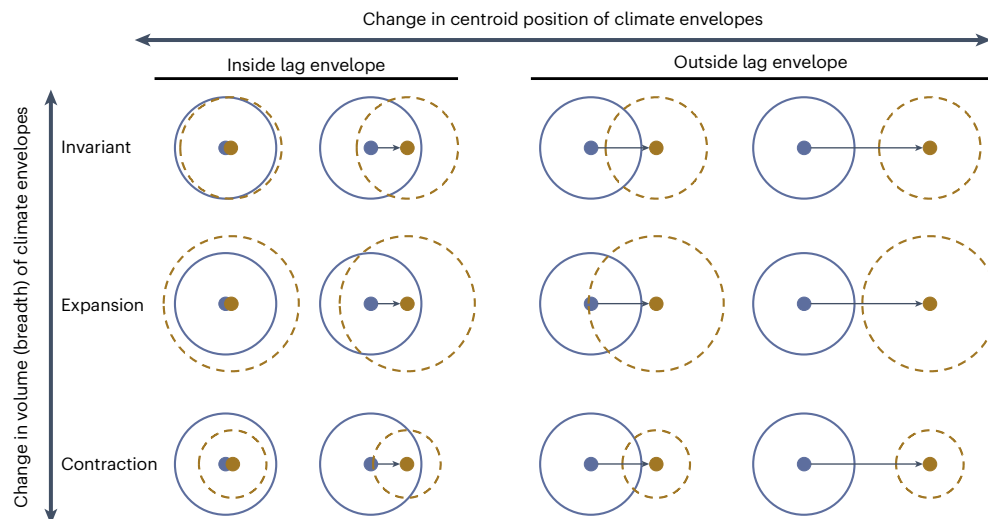 Change in centroid position of climate envelopes
Inside lag envelope
Outside lag envelope
Change in volume (breadth) of climate envelopes
Invariant
Expansion
Contraction